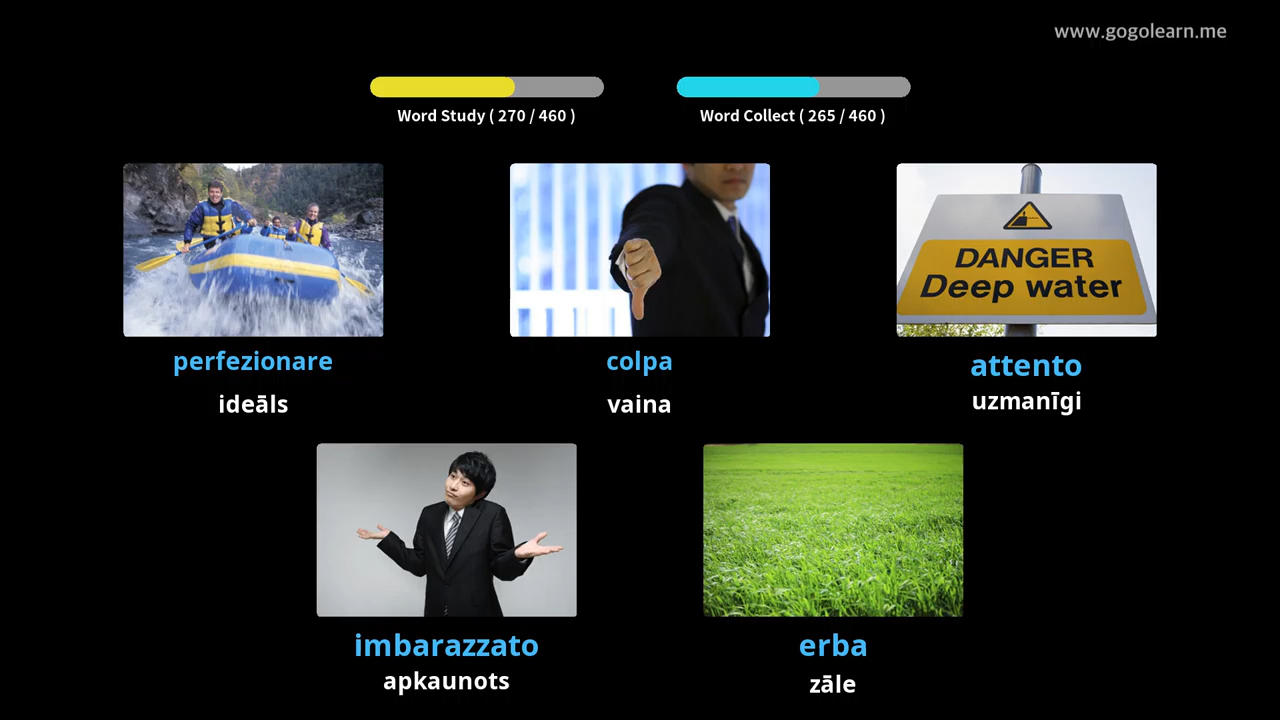 www.gogolearn.me
Word Study ( 270 / 460 )
Word Collect ( 265 / 460 )
DANGER
Deep water
perfezionare
ideāls
colpa
vaina
attento
uzmanīgi
imbarazzato
apkaunots
erba
zāle